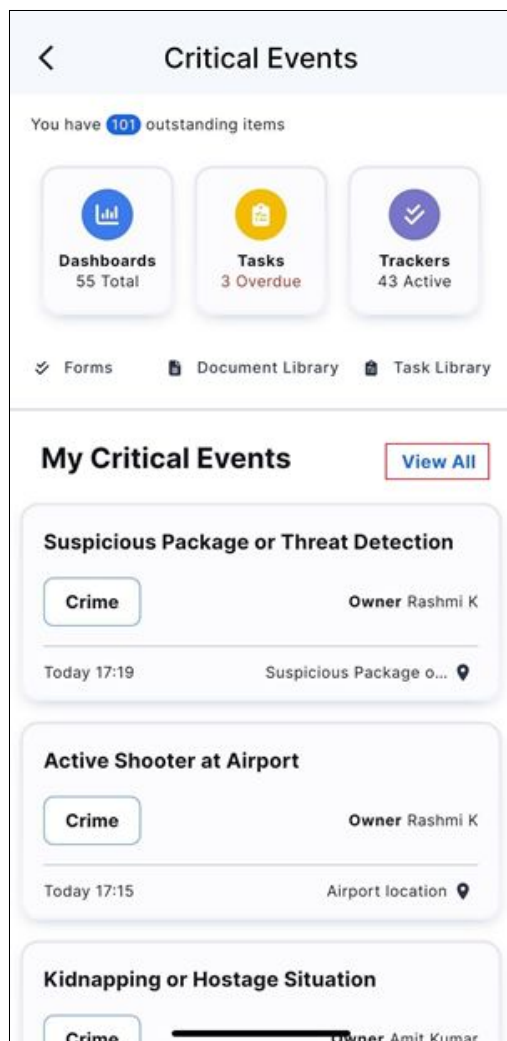 Critical Events
You have 101 outstanding items
Dashboards
55 Total
Tasks
3 Overdue
Trackers
43 Active
Forms
Document Library
Task Library
My Critical Events
View All
Suspicious Package or Threat Detection
Crime
Owner Rashmi K
Today 17:19
Suspicious Package o...
Active Shooter at Airport
Crime
Owner Rashmi K
Today 17:15
Airport location
Kidnapping or Hostage Situation
Crime
Owner Amit Kumar